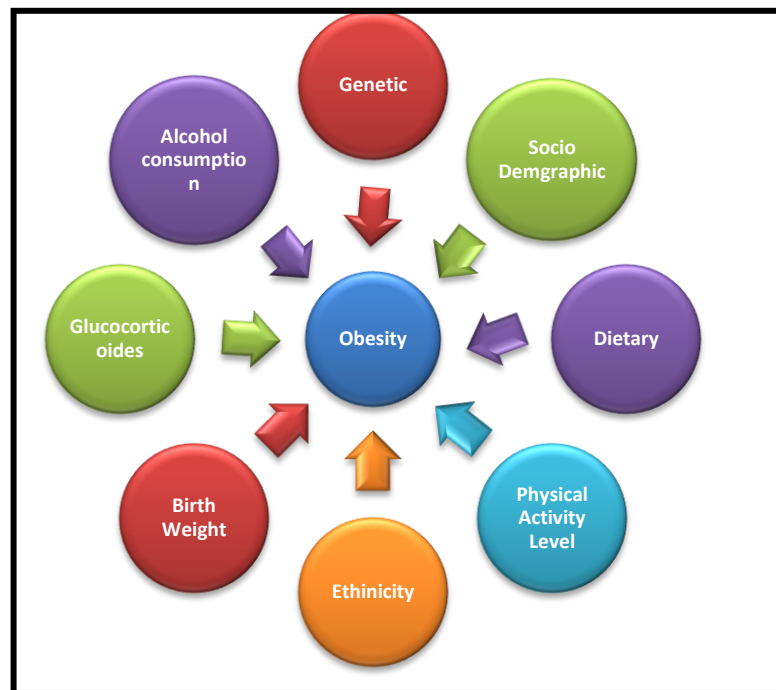 Genetic
Socio
Demgraphic
Dietary
Physical
Activity
Level
Ethinicity
Birth
Weight
Glucocortic
oides
Alcohol
consumptio
n
Obesity